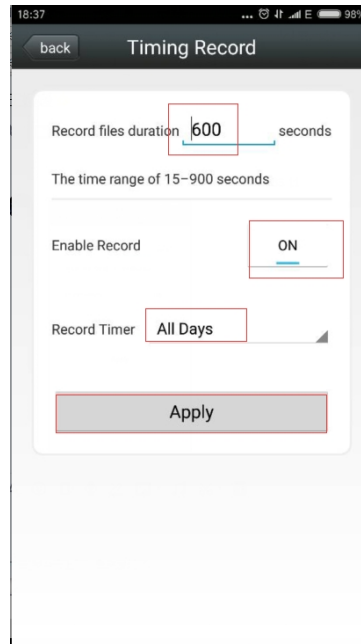 18:37 ... E 98%
back Timing Record
Record files duration 600 seconds
The time range of 15-900 seconds
Enable Record ON
Record Timer All Days
Apply